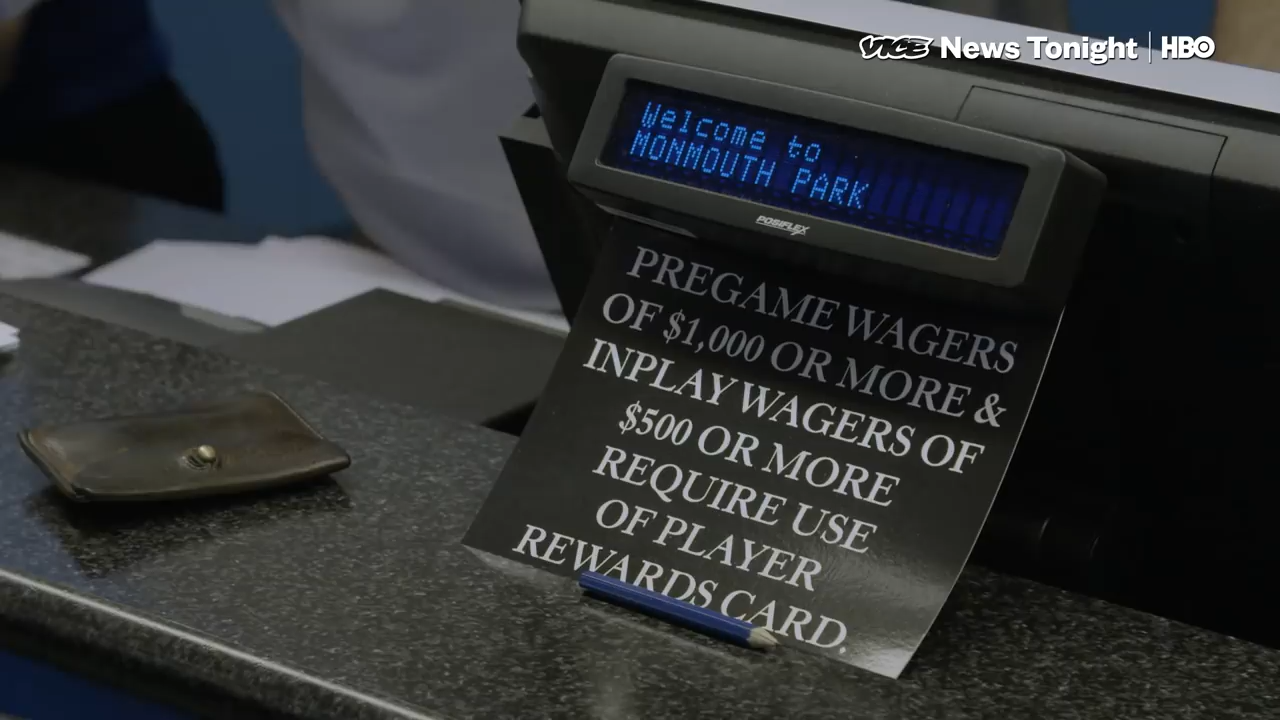 VICE News Tonight | HBO
Welcome to
MONMOUTH PARK
POSIFLEX
PREGAME WAGERS
OF $1,000 OR MORE &
INPLAY WAGERS OF
$500 OR MORE
REQUIRE USE
OF PLAYER
REWARDS CARD.